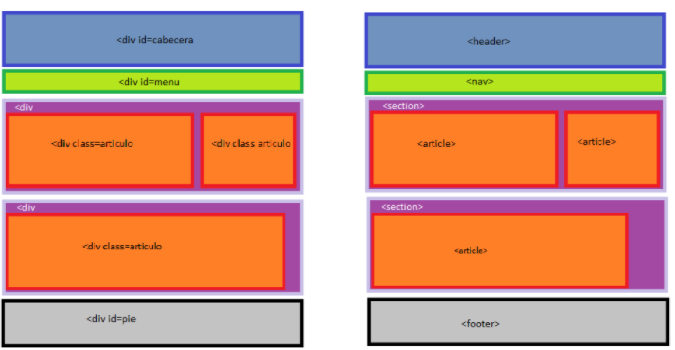 <div id=cabecera
<div id=menu
<div
<div class=articulo
<div class articulo
<div
<div class=articulo
<div id=pie
<header>
<nav>
<section>
<article>
<article>
<section>
<article>
<footer>